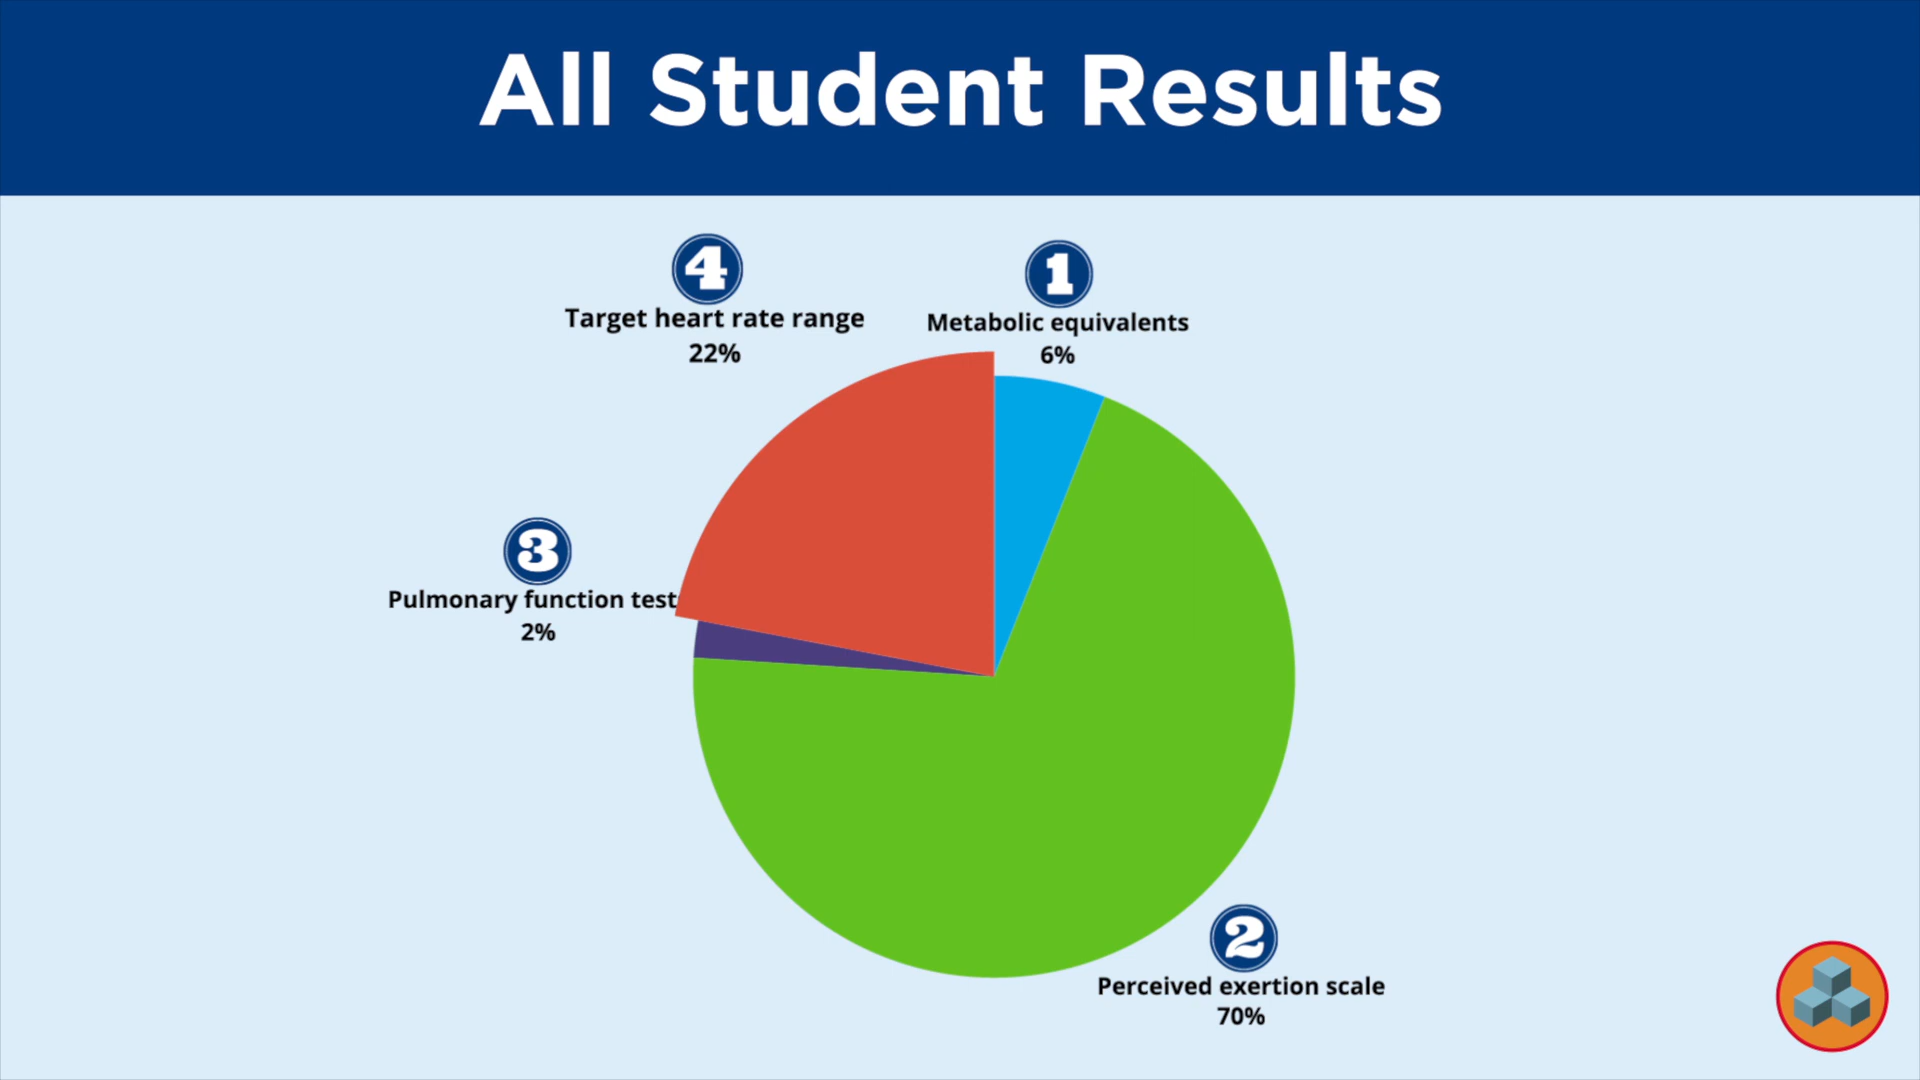 All Student Results
4
Target heart rate range
22%
1
Metabolic equivalents
6%
3
Pulmonary function test
2%
2
Perceived exertion scale
70%